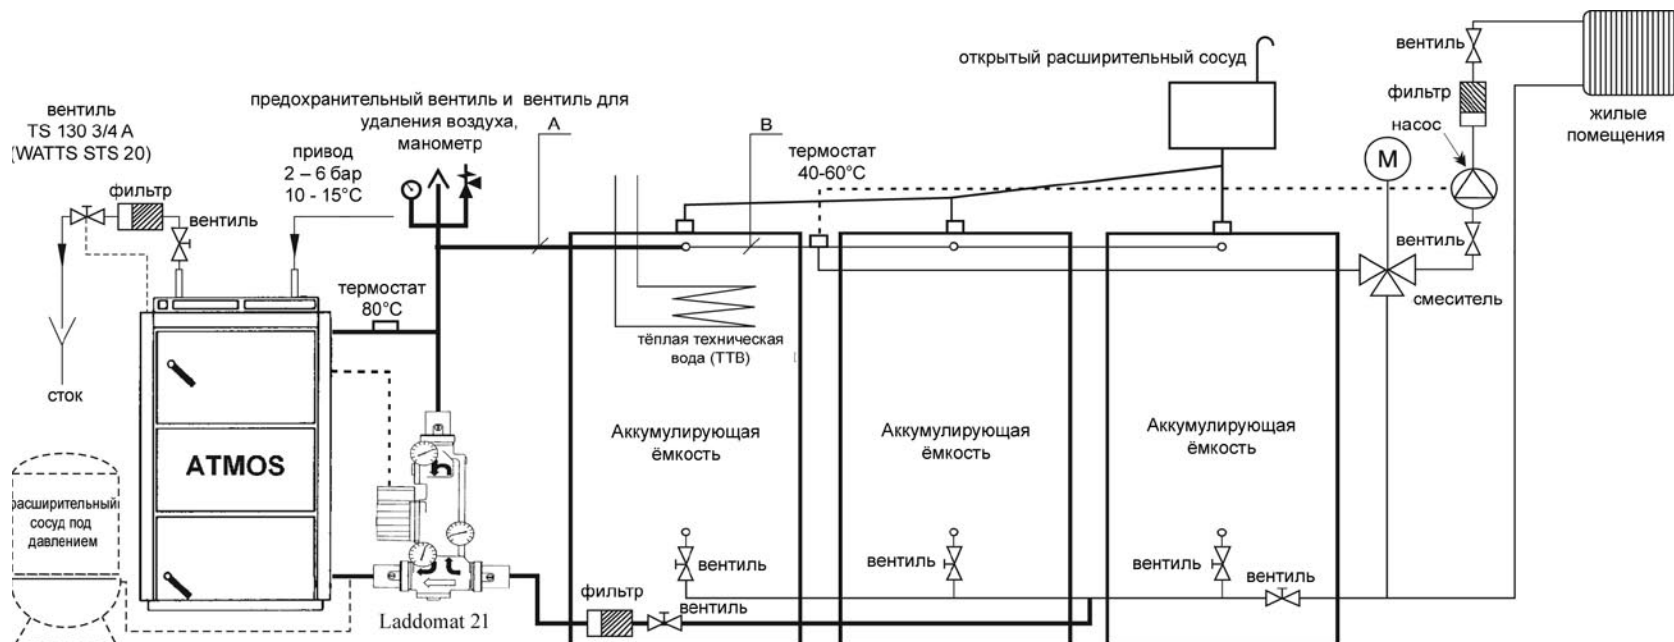 вентиль
TS 130 3/4 A
(WATTS STS 20)
фильтр
вентиль
сток
привод
2 – 6 бар
10 - 15°C
предохранительный вентиль и вентиль для
удаления воздуха,
манометр
термостат
80°C
ATMOS
расширительный
сосуд под
давлением
Laddomat 21
A
B
термостат
40-60°C
открытый расширительный сосуд
тёплая техническая
вода (ТТВ)
Аккумулирующая
ёмкость
Аккумулирующая
ёмкость
Аккумулирующая
ёмкость
вентиль
вентиль
вентиль
вентиль
фильтр
вентиль
вентиль
фильтр
насос
M
вентиль
смеситель
жилые
помещения